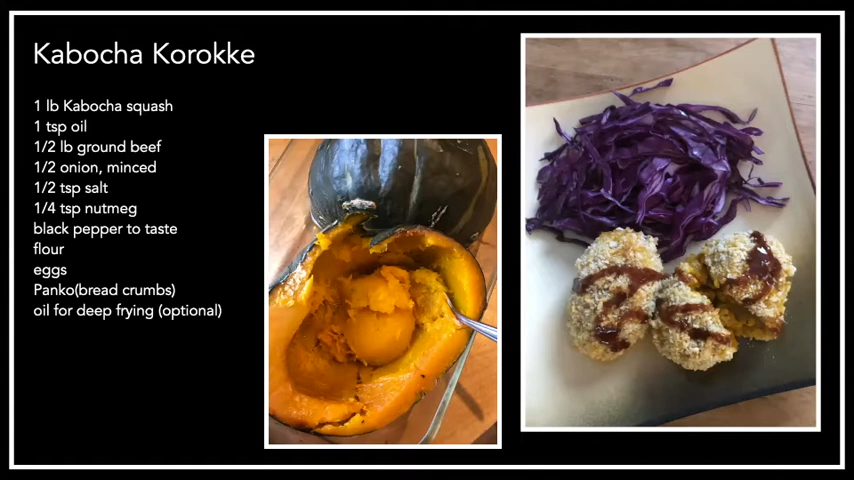 Kabocha Korokke
1 lb Kabocha squash
1 tsp oil
1/2 lb ground beef
1/2 onion, minced
1/2 tsp salt
1/4 tsp nutmeg
black pepper to taste
flour
eggs
Panko(bread crumbs)
oil for deep frying (optional)